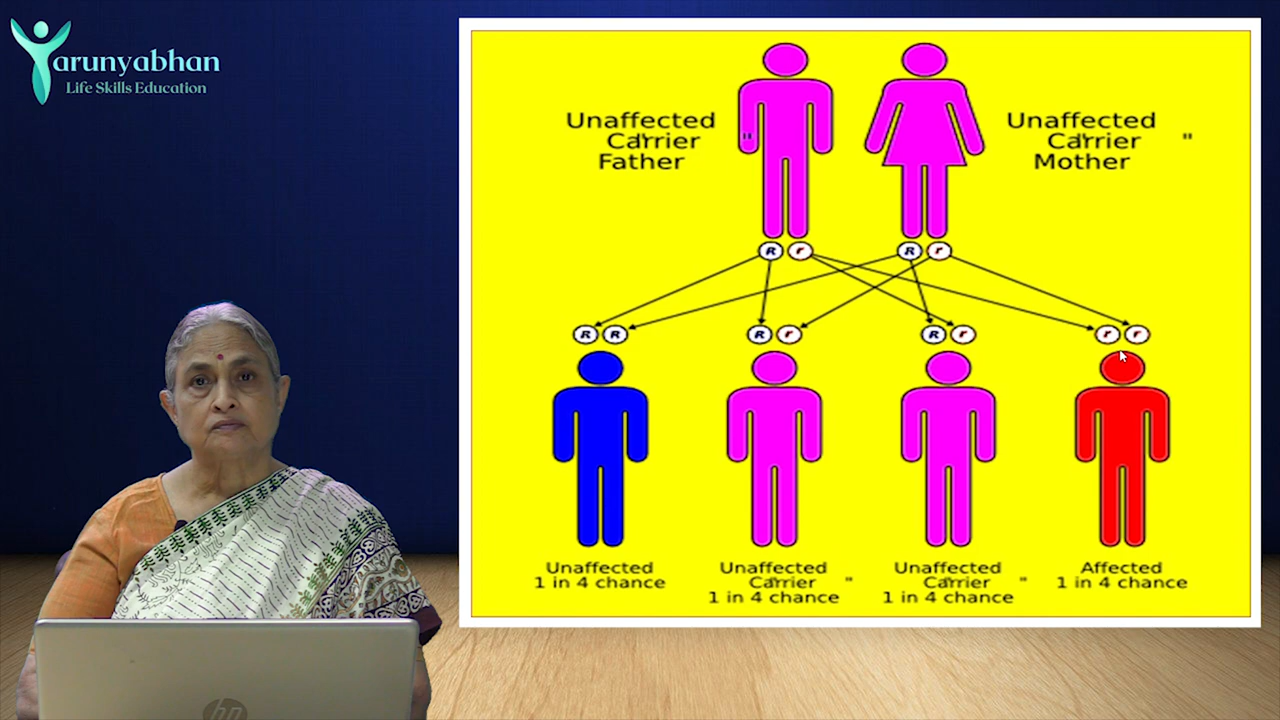 arunyabhan
Life Skills Education
Unaffected
"Carrier "
Father
Unaffected
"Carrier "
Mother
R r R r
R R R r R r r r
Unaffected
1 in 4 chance
Unaffected
"Carrier "
1 in 4 chance
Unaffected
"Carrier "
1 in 4 chance
Affected
1 in 4 chance
hp